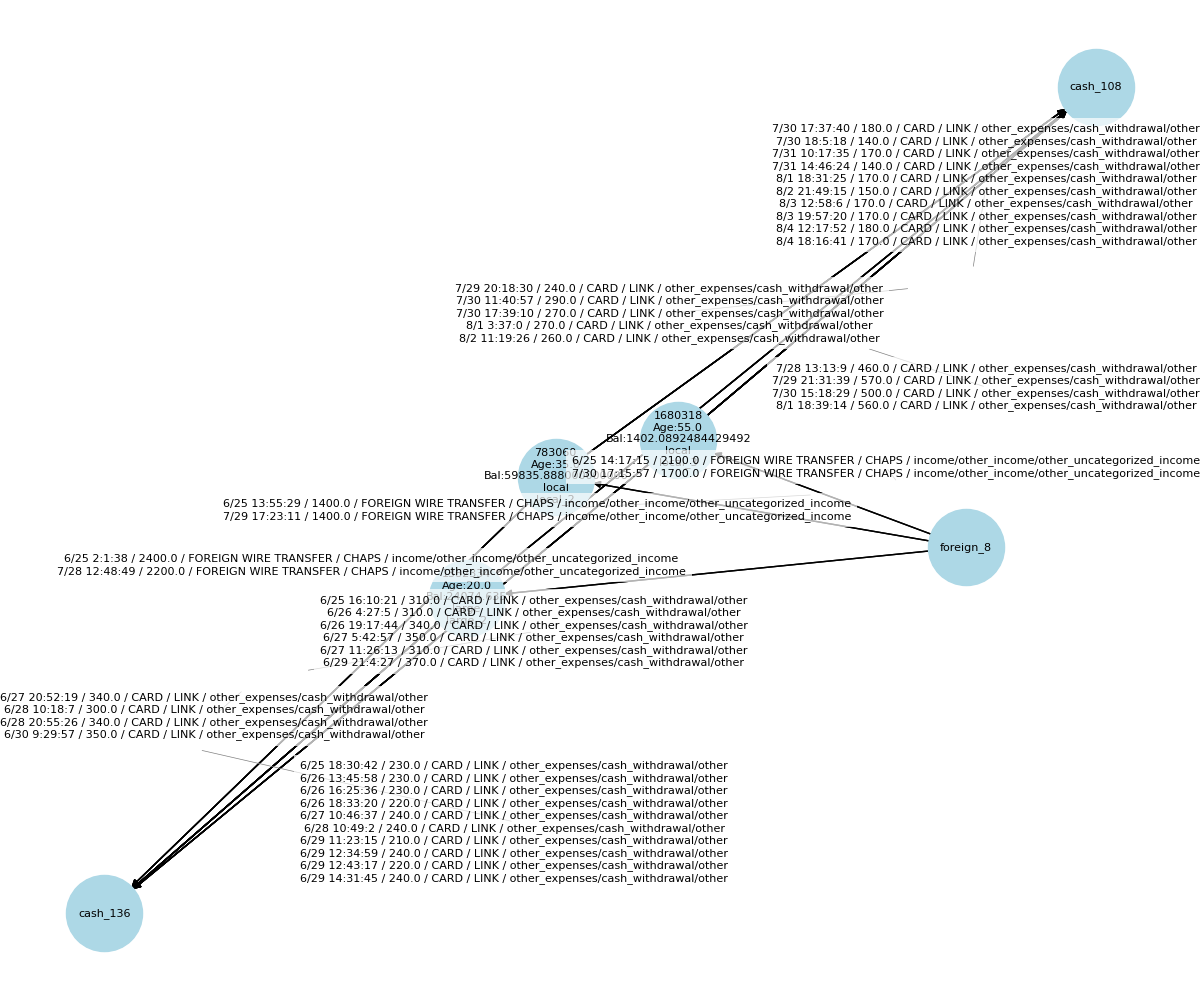 cash_108
7/30 17:37:40 / 180.0 / CARD / LINK / other_expenses/cash_withdrawal/other
7/30 18:5:18 / 140.0 / CARD / LINK / other_expenses/cash_withdrawal/other
7/31 10:17:35 / 170.0 / CARD / LINK / other_expenses/cash_withdrawal/other
7/31 14:46:24 / 140.0 / CARD / LINK / other_expenses/cash_withdrawal/other
8/1 18:31:25 / 170.0 / CARD / LINK / other_expenses/cash_withdrawal/other
8/2 21:49:15 / 150.0 / CARD / LINK / other_expenses/cash_withdrawal/other
8/3 12:58:6 / 170.0 / CARD / LINK / other_expenses/cash_withdrawal/other
8/3 19:57:20 / 170.0 / CARD / LINK / other_expenses/cash_withdrawal/other
8/4 12:17:52 / 180.0 / CARD / LINK / other_expenses/cash_withdrawal/other
8/4 18:16:41 / 170.0 / CARD / LINK / other_expenses/cash_withdrawal/other
7/29 20:18:30 / 240.0 / CARD / LINK / other_expenses/cash_withdrawal/other
7/30 11:40:57 / 290.0 / CARD / LINK / other_expenses/cash_withdrawal/other
7/30 17:39:10 / 270.0 / CARD / LINK / other_expenses/cash_withdrawal/other
8/1 3:37:0 / 270.0 / CARD / LINK / other_expenses/cash_withdrawal/other
8/2 11:19:26 / 260.0 / CARD / LINK / other_expenses/cash_withdrawal/other
7/28 13:13:9 / 460.0 / CARD / LINK / other_expenses/cash_withdrawal/other
7/29 21:31:39 / 570.0 / CARD / LINK / other_expenses/cash_withdrawal/other
7/30 15:18:29 / 500.0 / CARD / LINK / other_expenses/cash_withdrawal/other
8/1 18:39:14 / 560.0 / CARD / LINK / other_expenses/cash_withdrawal/other
1680318
Age:55.0
Bal:1402.0892484429492
local
783060
local
6/25 14:17:15 / 2100.0 / FOREIGN WIRE TRANSFER / CHAPS / income/other_income/other_uncategorized_income
7/30 17:15:57 / 1700.0 / FOREIGN WIRE TRANSFER / CHAPS / income/other_income/other_uncategorized_income
6/25 13:55:29 / 1400.0 / FOREIGN WIRE TRANSFER / CHAPS / income/other_income/other_uncategorized_income
7/29 17:23:11 / 1400.0 / FOREIGN WIRE TRANSFER / CHAPS / income/other_income/other_uncategorized_income
foreign_8
6/25 2:1:38 / 2400.0 / FOREIGN WIRE TRANSFER / CHAPS / income/other_income/other_uncategorized_income
7/28 12:48:49 / 2200.0 / FOREIGN WIRE TRANSFER / CHAPS / income/other_income/other_uncategorized_income
Age:20.0
6/25 16:10:21 / 310.0 / CARD / LINK / other_expenses/cash_withdrawal/other
6/26 4:27:5 / 310.0 / CARD / LINK / other_expenses/cash_withdrawal/other
6/26 19:17:44 / 340.0 / CARD / LINK / other_expenses/cash_withdrawal/other
6/27 5:42:57 / 350.0 / CARD / LINK / other_expenses/cash_withdrawal/other
6/27 11:26:13 / 310.0 / CARD / LINK / other_expenses/cash_withdrawal/other
6/29 21:4:27 / 370.0 / CARD / LINK / other_expenses/cash_withdrawal/other
6/27 20:52:19 / 340.0 / CARD / LINK / other_expenses/cash_withdrawal/other
6/28 10:18:7 / 300.0 / CARD / LINK / other_expenses/cash_withdrawal/other
6/28 20:55:26 / 340.0 / CARD / LINK / other_expenses/cash_withdrawal/other
6/30 9:29:57 / 350.0 / CARD / LINK / other_expenses/cash_withdrawal/other
6/25 18:30:42 / 230.0 / CARD / LINK / other_expenses/cash_withdrawal/other
6/26 13:45:58 / 230.0 / CARD / LINK / other_expenses/cash_withdrawal/other
6/26 16:25:36 / 230.0 / CARD / LINK / other_expenses/cash_withdrawal/other
6/26 18:33:20 / 220.0 / CARD / LINK / other_expenses/cash_withdrawal/other
6/27 10:46:37 / 240.0 / CARD / LINK / other_expenses/cash_withdrawal/other
6/28 10:49:2 / 240.0 / CARD / LINK / other_expenses/cash_withdrawal/other
6/29 11:23:15 / 210.0 / CARD / LINK / other_expenses/cash_withdrawal/other
6/29 12:34:59 / 240.0 / CARD / LINK / other_expenses/cash_withdrawal/other
6/29 12:43:17 / 220.0 / CARD / LINK / other_expenses/cash_withdrawal/other
6/29 14:31:45 / 240.0 / CARD / LINK / other_expenses/cash_withdrawal/other
cash_136